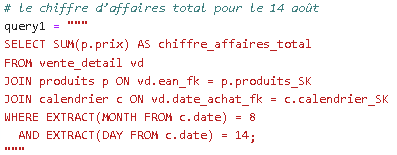 # le chiffre d'affaires total pour le 14 août
query1 = """
SELECT SUM(p.prix) AS chiffre_affaires_total
FROM vente_detail vd
JOIN produits p ON vd.ean_fk = p.produits_SK
JOIN calendrier c ON vd.date_achat_fk = c.calendrier_SK
WHERE EXTRACT(MONTH FROM c.date) = 8
  AND EXTRACT(DAY FROM c.date) = 14;
"""